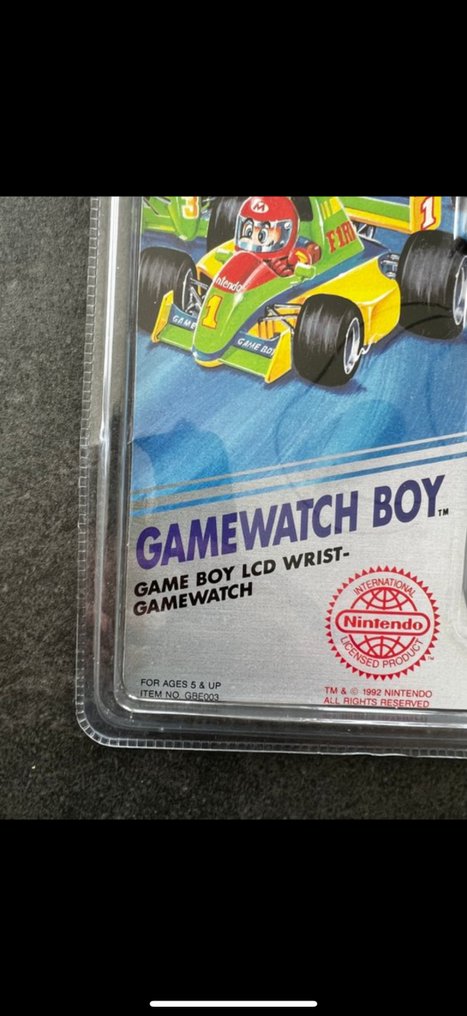 3
M
1
FIRE
nintendo
1
GAME
GAME BOY
GAMEWATCH BOY™
GAME BOY LCD WRIST-
GAMEWATCH
INTERNATIONAL
Nintendo
LICENSED PRODUCT
FOR AGES 5 & UP
ITEM NO. GBE003
TM & © 1992 NINTENDO
ALL RIGHTS RESERVED